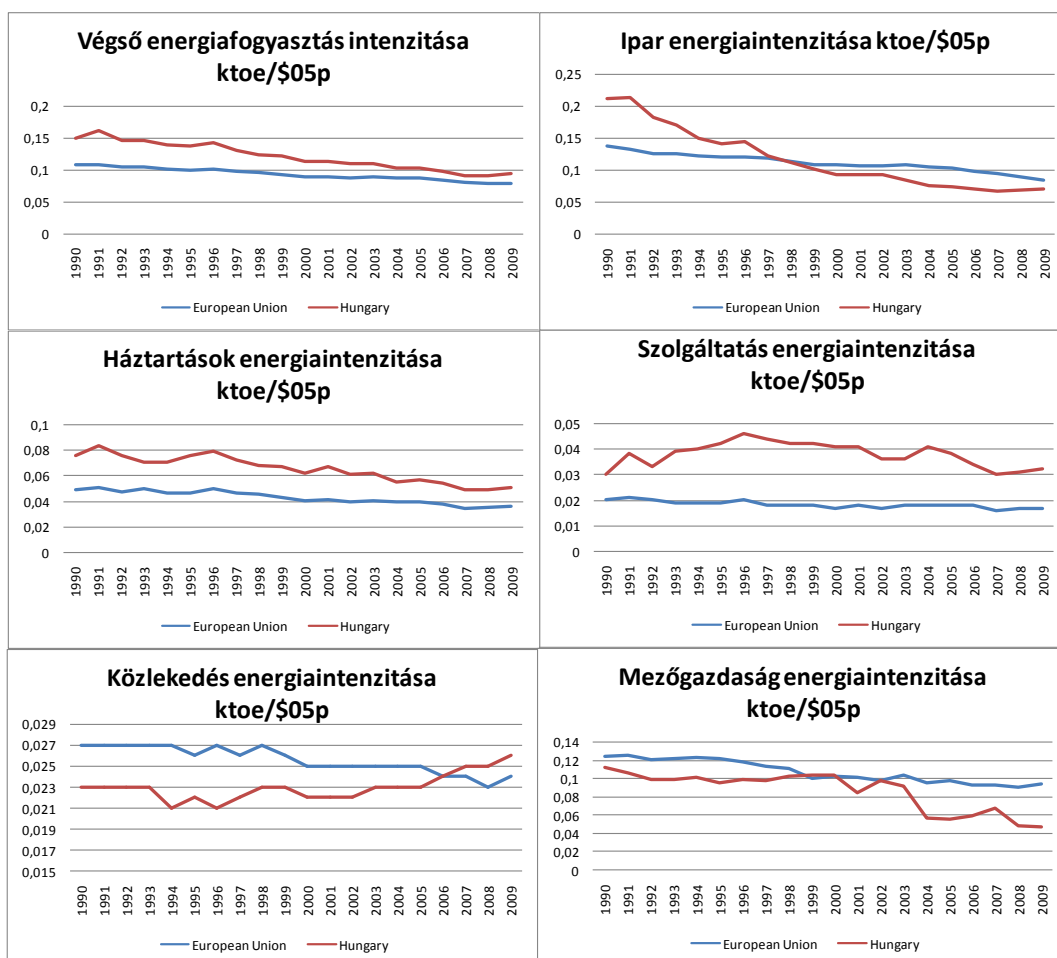 Végső energiafogyasztás intenzitása
ktoe/$05p
0,2
0,15
0,1
0,05
0
1990 1991 1992 1993 1994 1995 1996 1997 1998 1999 2000 2001 2002 2003 2004 2005 2006 2007 2008 2009
European Union Hungary
Ipar energiaintenzitása ktoe/$05p
0,25
0,2
0,15
0,1
0,05
0
1990 1991 1992 1993 1994 1995 1996 1997 1998 1999 2000 2001 2002 2003 2004 2005 2006 2007 2008 2009
European Union Hungary
Háztartások energiaintenzitása
ktoe/$05p
0,1
0,08
0,06
0,04
0,02
0
1990 1991 1992 1993 1994 1995 1996 1997 1998 1999 2000 2001 2002 2003 2004 2005 2006 2007 2008 2009
European Union Hungary
Szolgáltatás energiaintenzitása
ktoe/$05p
0,05
0,04
0,03
0,02
0,01
0
1990 1991 1992 1993 1994 1995 1996 1997 1998 1999 2000 2001 2002 2003 2004 2005 2006 2007 2008 2009
European Union Hungary
Közlekedés energiaintenzitása
ktoe/$05p
0,029
0,027
0,025
0,023
0,021
0,019
0,017
0,015
1990 1991 1992 1993 1994 1995 1996 1997 1998 1999 2000 2001 2002 2003 2004 2005 2006 2007 2008 2009
European Union Hungary
Mezőgazdaság energiaintenzitása
ktoe/$05p
0,14
0,12
0,1
0,08
0,06
0,04
0,02
0
1990 1991 1992 1993 1994 1995 1996 1997 1998 1999 2000 2001 2002 2003 2004 2005 2006 2007 2008 2009
European Union Hungary